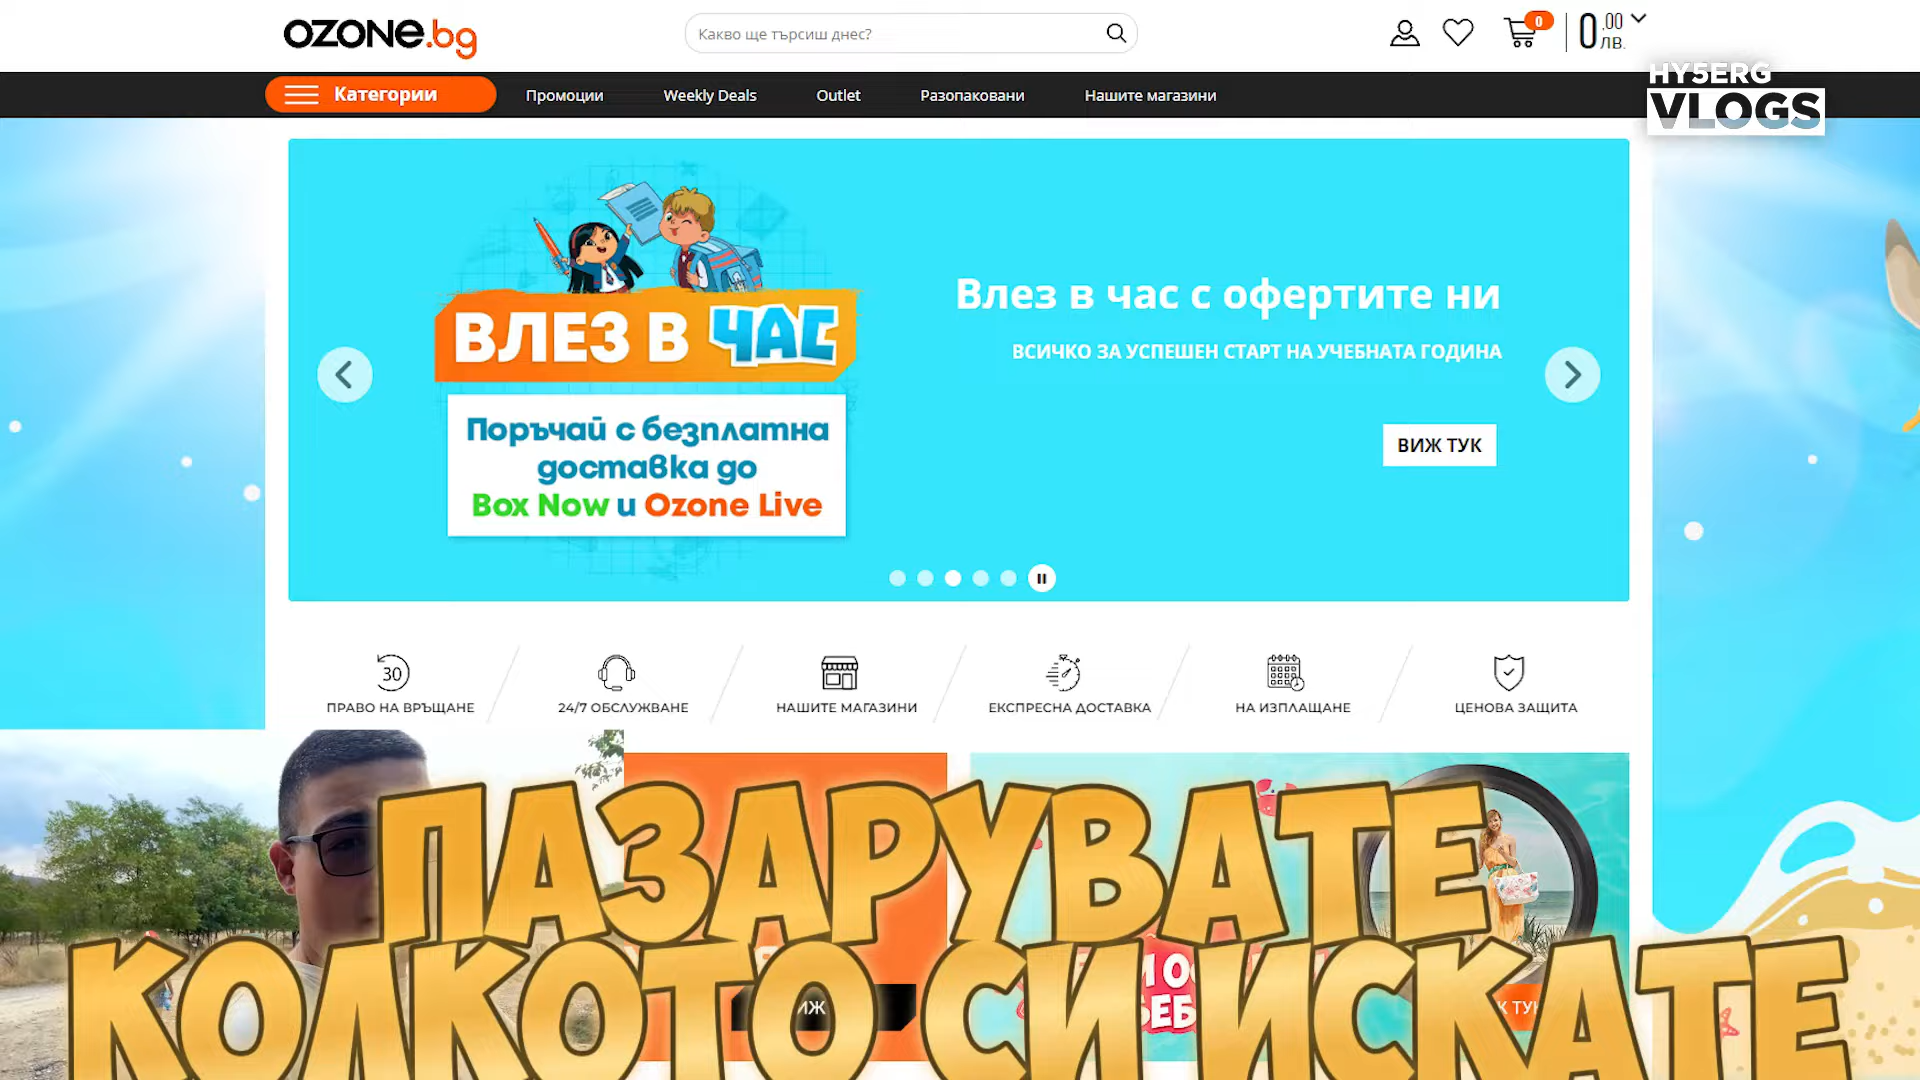 OZONE.bg
Какво ще търсиш днес?
0
0,00 ЛВ.
HY5ERG
VLOGS
Категории
Промоции
Weekly Deals
Outlet
Разопаковани
Нашите магазини
ВЛЕЗ В ЧАС
Поръчай с безплатна
доставка до
Box Now и Ozone Live
Влез в час с офертите ни
ВСИЧКО ЗА УСПЕШЕН СТАРТ НА УЧЕБНАТА ГОДИНА
ВИЖ ТУК
30
ПРАВО НА ВРЪЩАНЕ
24/7 ОБСЛУЖВАНЕ
НАШИТЕ МАГАЗИНИ
ЕКСПРЕСНА ДОСТАВКА
НА ИЗПЛАЩАНЕ
ЦЕНОВА ЗАЩИТА
ПАЗАРУВАТЕ
КОЛКОТО СИ ИСКАТЕ